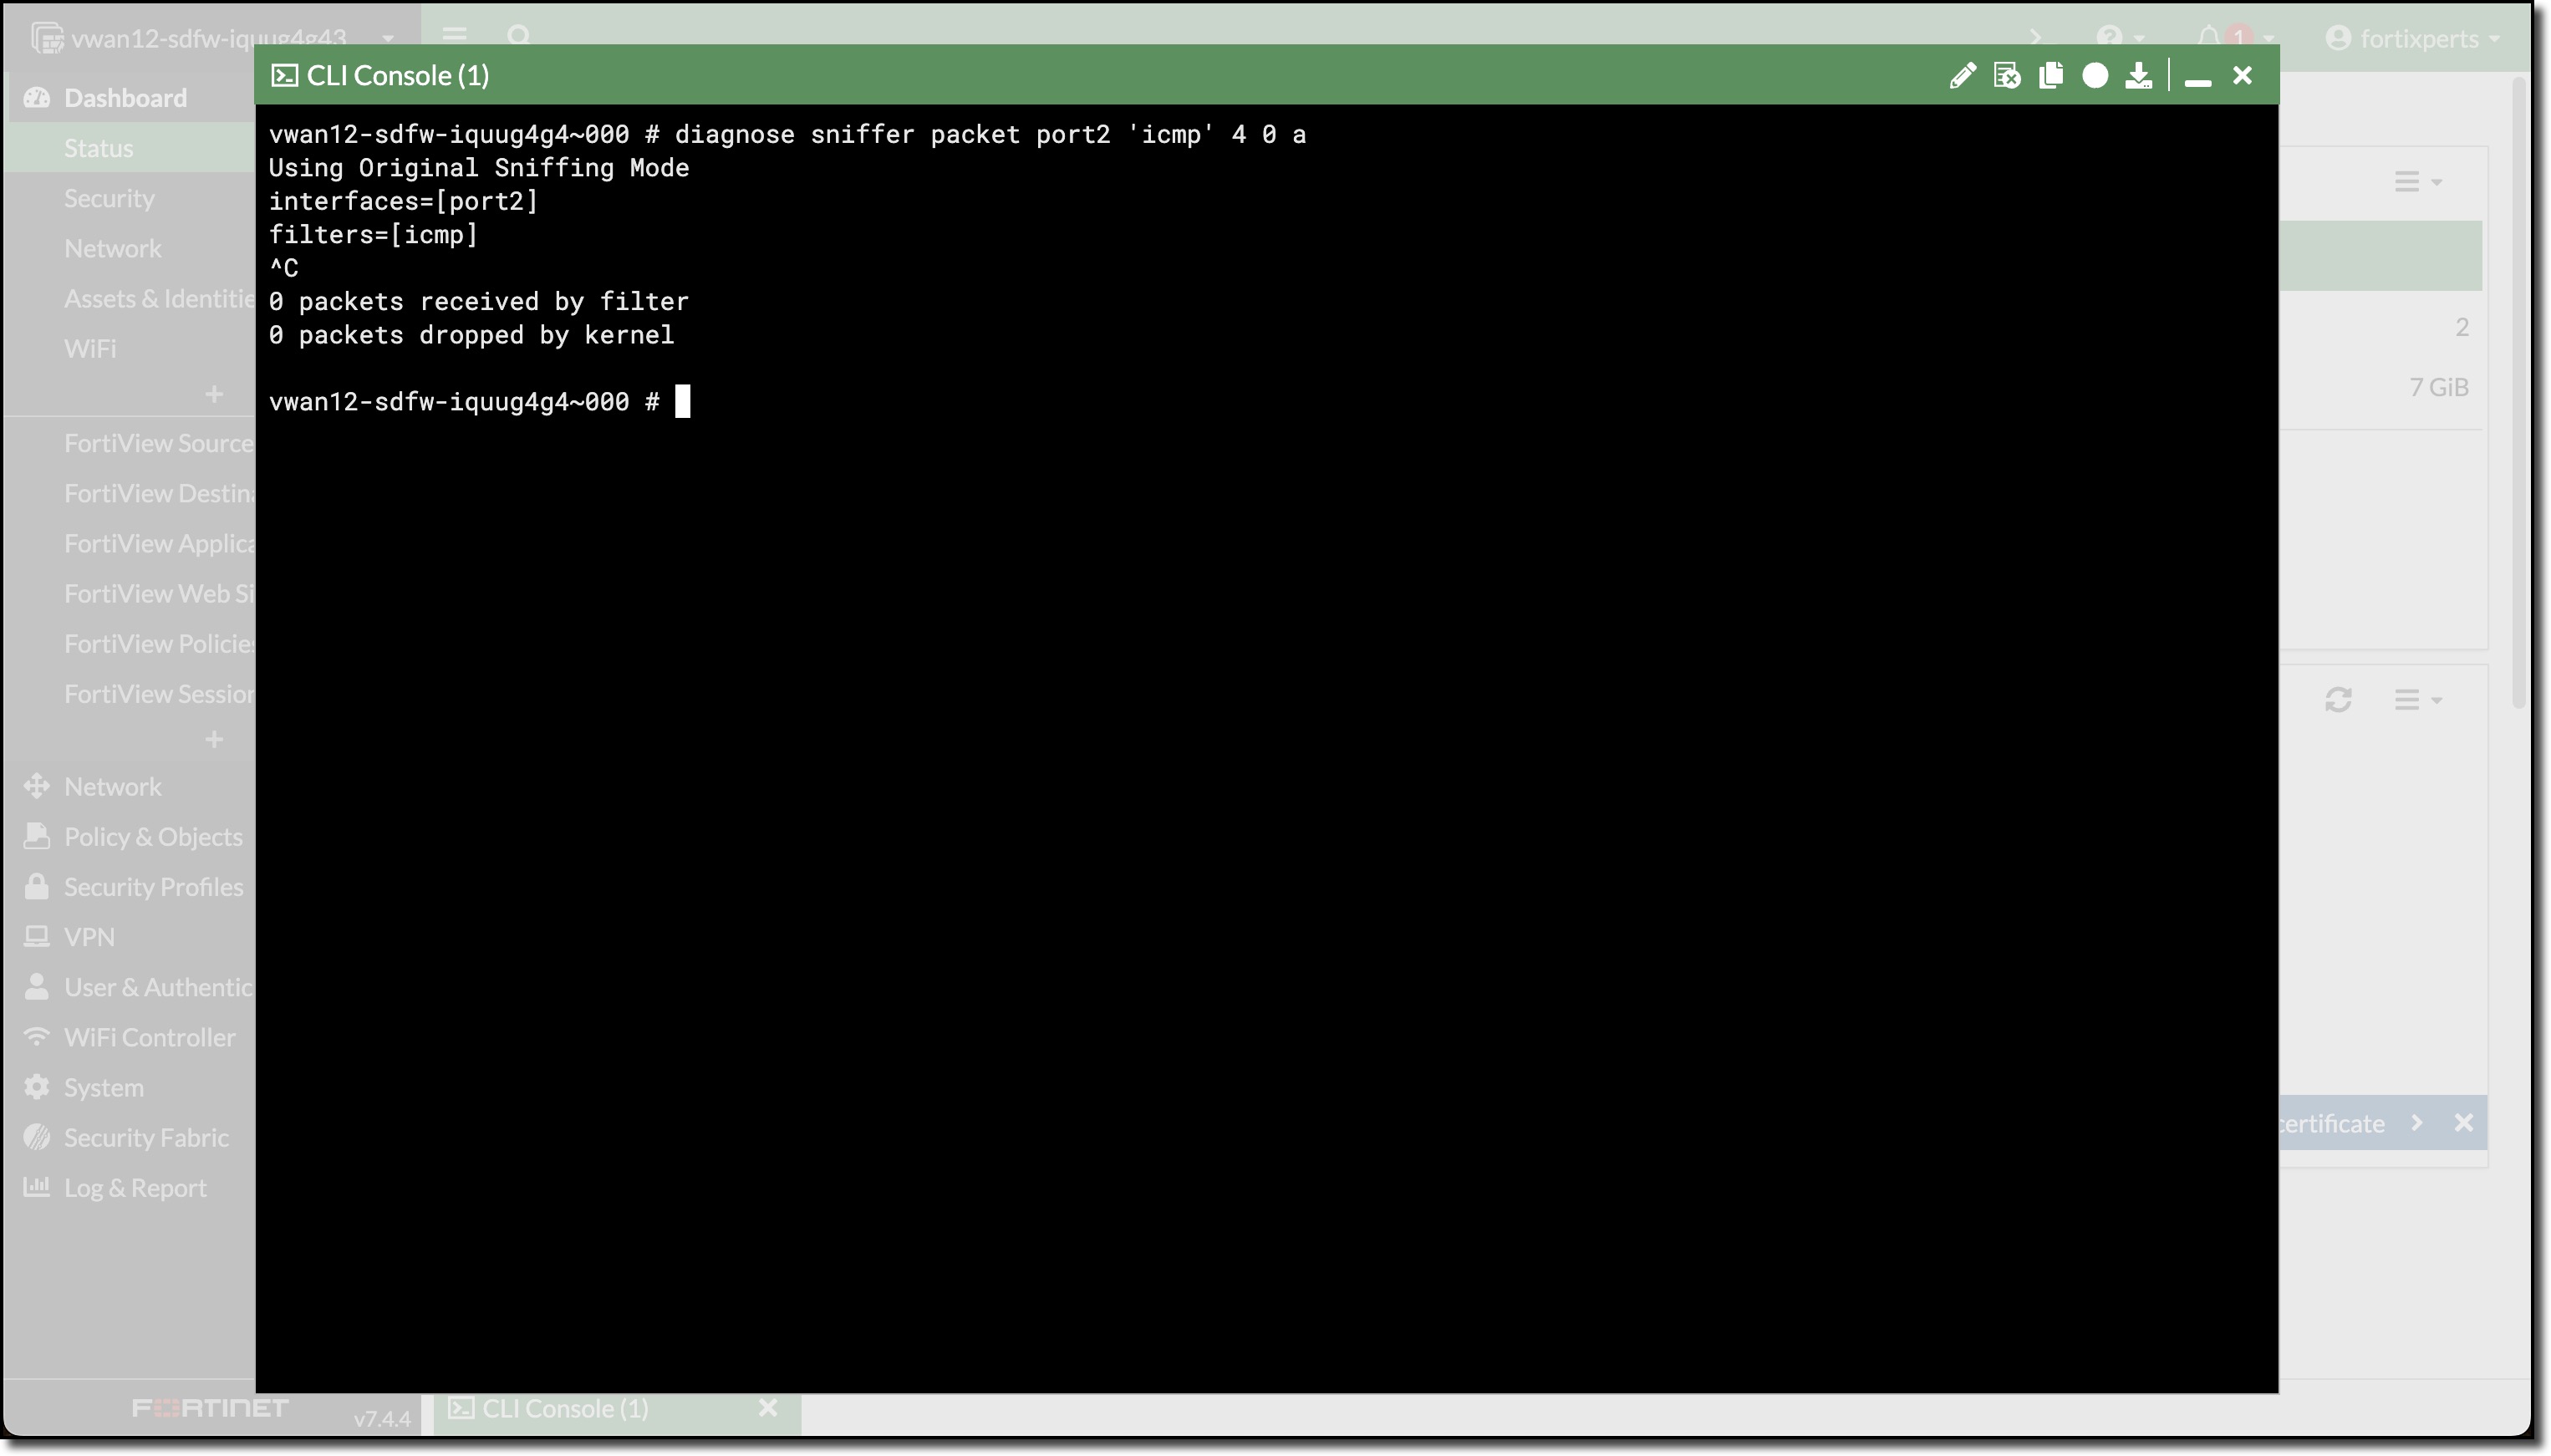 vwan12-sdfw-iquug4g43
1
fortixperts
CLI Console (1)
Dashboard
Status
Security
Network
Assets & Identitie
WiFi
+
FortiView Source
FortiView Destina
FortiView Applica
FortiView Web Si
FortiView Policies
FortiView Session
+
Network
Policy & Objects
Security Profiles
VPN
User & Authentic
WiFi Controller
System
Security Fabric
Log & Report
vwan12-sdfw-iquug4g4~000 # diagnose sniffer packet port2 'icmp' 4 0 a
Using Original Sniffing Mode
interfaces=[port2]
filters=[icmp]
^C
0 packets received by filter
0 packets dropped by kernel
vwan12-sdfw-iquug4g4~000 #
2
7 GiB
certificate
FORTINET
v7.4.4
CLI Console (1)